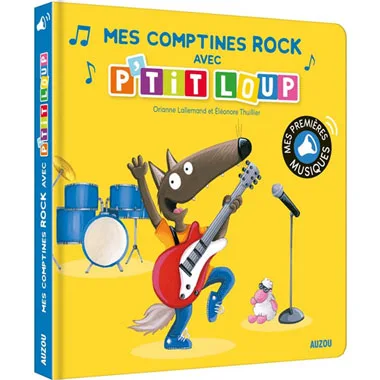 MES COMPTINES ROCK
AVEC
P'TIT LOUP
Orianne Lallemand et Éléonore Thuillier
MES PREMIÈRES
MUSIQUES
AUZOU
MES COMPTINES ROCK AVEC P'TIT LOUP
AUZOU